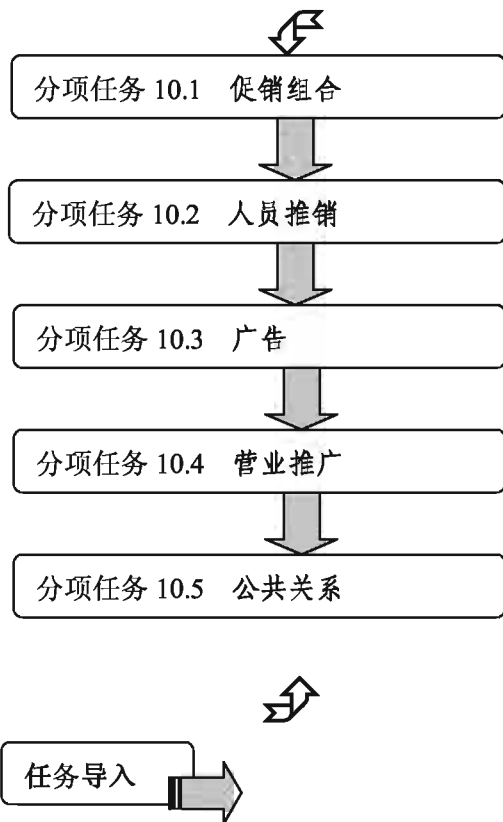 分项任务 10.1 促销组合
分项任务 10.2 人员推销
分项任务 10.3 广告
分项任务 10.4 营业推广
分项任务 10.5 公共关系
任务导入